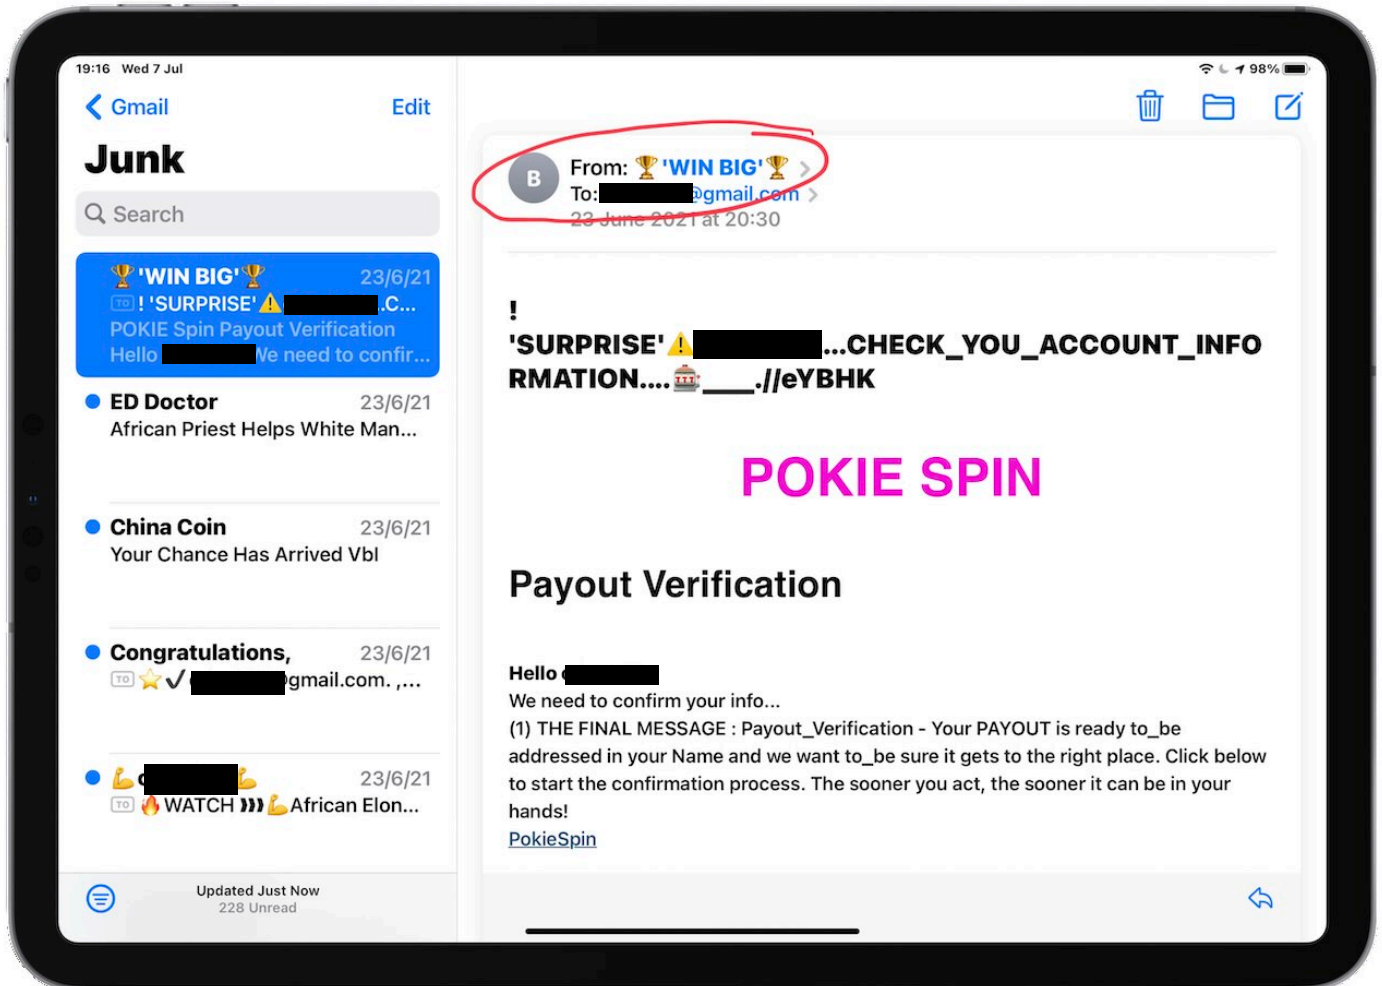 19:16 Wed 7 Jul
98%
Gmail
Edit
Junk
Search
🏆'WIN BIG'🏆 23/6/21
TO ! 'SURPRISE'⚠️ .C...
POKIE Spin Payout Verification
Hello We need to confir...
ED Doctor 23/6/21
African Priest Helps White Man...
China Coin 23/6/21
Your Chance Has Arrived Vbl
Congratulations, 23/6/21
TO ⭐✔ @gmail.com. ,...
💪 💪 23/6/21
TO 🔥WATCH ⦘⦘⦘💪African Elon...
Updated Just Now
228 Unread
B
From: 🏆'WIN BIG'🏆
To: @gmail.com
23 June 2021 at 20:30
!
'SURPRISE'⚠️ ...CHECK_YOU_ACCOUNT_INFO
RMATION....🎰____.//eYBHK
POKIE SPIN
Payout Verification
Hello
We need to confirm your info...
(1) THE FINAL MESSAGE : Payout_Verification - Your PAYOUT is ready to_be
addressed in your Name and we want to_be sure it gets to the right place. Click below
to start the confirmation process. The sooner you act, the sooner it can be in your
hands!
PokieSpin